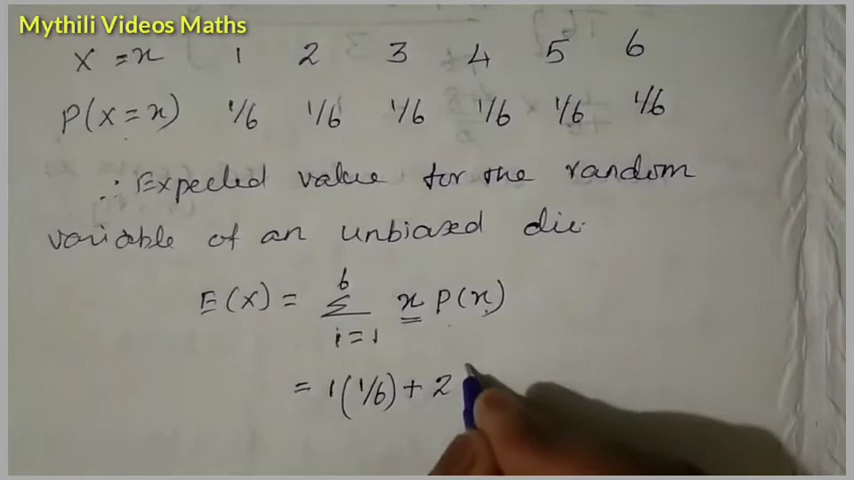 Mythili Videos Maths
X = x 1 2 3 4 5 6
P(X = x) 1/6 1/6 1/6 1/6 1/6 1/6
∴ Expected value for the random
variable of an unbiased die
E(X) = Σ_{i=1}^{6} x P(x)
= 1(1/6) + 2